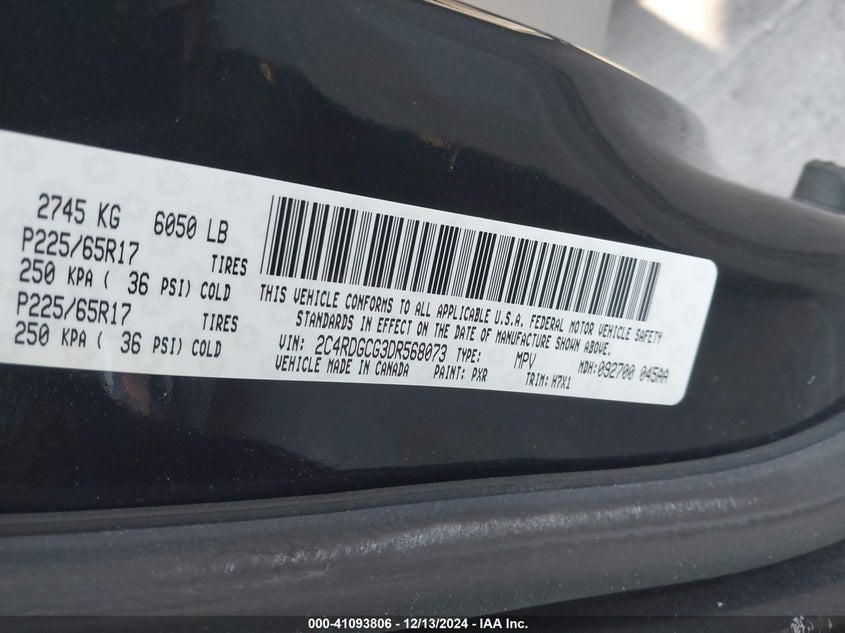 2745 KG 6050 LB
P225/65R17 TIRES
250 KPA ( 36 PSI) COLD
P225/65R17 TIRES
250 KPA ( 36 PSI) COLD
THIS VEHICLE CONFORMS TO ALL APPLICABLE U.S.A. FEDERAL MOTOR VEHICLE SAFETY
STANDARDS IN EFFECT ON THE DATE OF MANUFACTURE SHOWN ABOVE.
VIN: 2C4RDGCG3DR568073 TYPE: MPV MDH:092700 045AA
VEHICLE MADE IN CANADA PAINT: PXR TRIM: H7X1
000-41093806 - 12/13/2024 - IAA Inc.